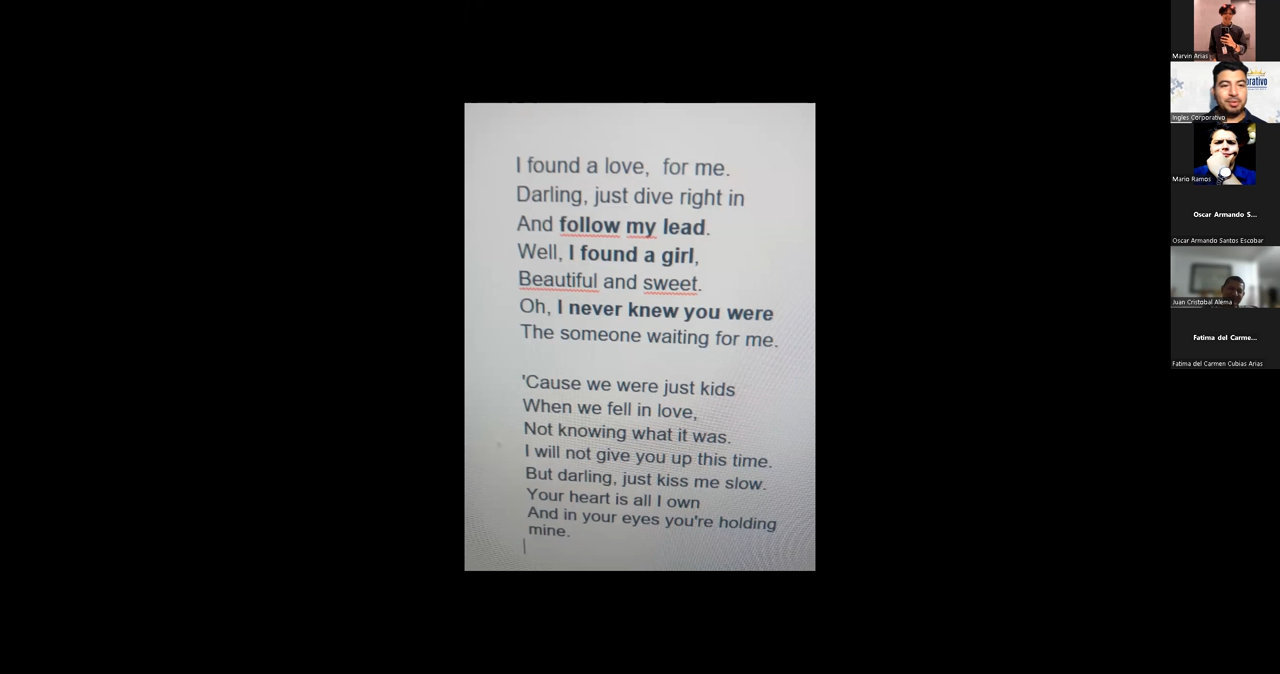 I found a love, for me.
Darling, just dive right in
And follow my lead.
Well, I found a girl,
Beautiful and sweet.
Oh, I never knew you were
The someone waiting for me.
'Cause we were just kids
When we fell in love,
Not knowing what it was.
I will not give you up this time.
But darling, just kiss me slow.
Your heart is all I own
And in your eyes you're holding
mine.
Marvin Arias
orativo
Ingles Corporativo
Mario Ramos
Oscar Armando S...
Oscar Armando Santos Escobar
Juan Cristobal Alema
Fatima del Carme...
Fatima del Carmen Cubias Arias